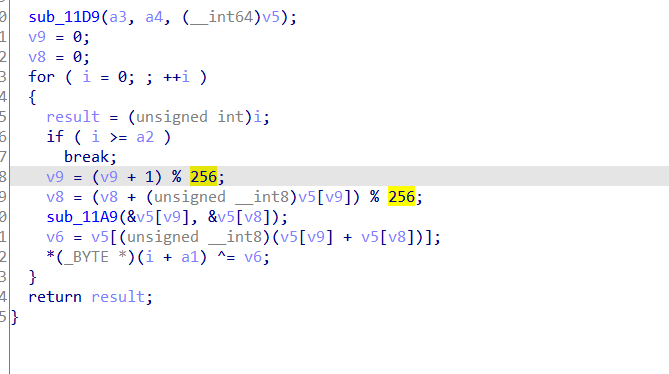 0 sub_11D9(a3, a4, (__int64)v5);
1 v9 = 0;
2 v8 = 0;
3 for ( i = 0; ; ++i )
4 {
5 result = (unsigned int)i;
6 if ( i >= a2 )
7 break;
8 v9 = (v9 + 1) % 256;
9 v8 = (v8 + (unsigned __int8)v5[v9]) % 256;
0 sub_11A9(&v5[v9], &v5[v8]);
1 v6 = v5[(unsigned __int8)(v5[v9] + v5[v8])];
2 *(_BYTE *)(i + a1) ^= v6;
3 }
4 return result;
5 }